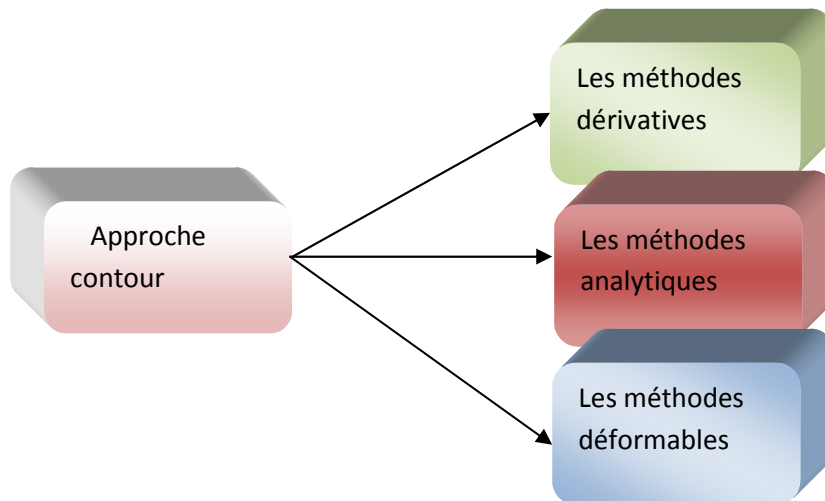 Approche
contour
Les méthodes
dérivatives
Les méthodes
analytiques
Les méthodes
déformables